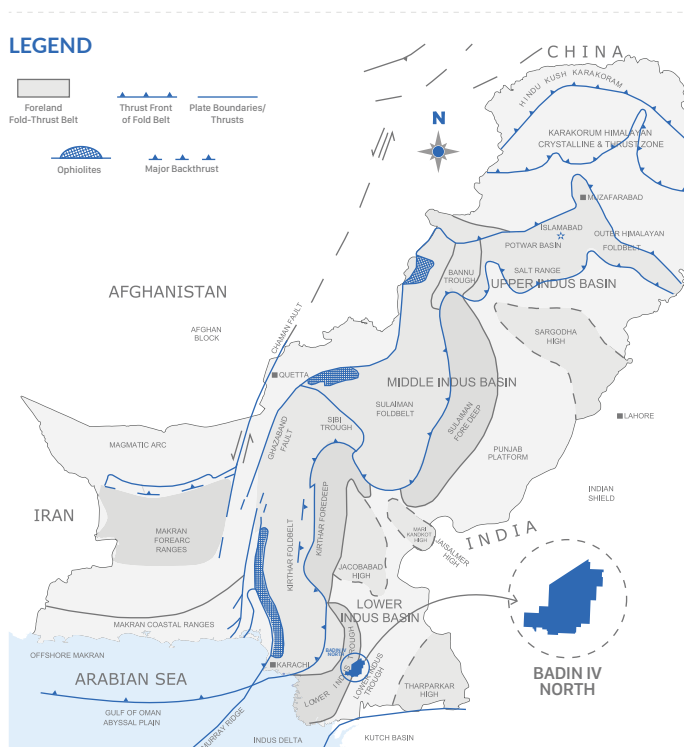 LEGEND
Foreland
Fold-Thrust Belt
Thrust Front
of Fold Belt
Plate Boundaries/
Thrusts
Ophiolites
Major Backthrust
N
CHINA
HINDU KUSH KARAKORAM
KARAKORUM HIMALAYAN
CRYSTALLINE & THRUST ZONE
MUZAFARABAD
ISLAMABAD
OUTER HIMALAYAN
FOLDBELT
POTWAR BASIN
BANNU
TROUGH
SALT RANGE
UPPER INDUS BASIN
AFGHANISTAN
AFGHAN
BLOCK
CHAMAN FAULT
SARGODHA
HIGH
QUETTA
MIDDLE INDUS BASIN
SULAIMAN
FOLDBELT
SULAIMAN FORE DEEP
LAHORE
SIBI
TROUGH
GHAZABAND
FAULT
MAGMATIC ARC
PUNJAB
PLATFORM
INDIAN
SHIELD
IRAN
MAKRAN
FOREARC
RANGES
KIRTHAR FOLDBELT
KIRTHAR FOREDEEP
MARI
KANDKOT
HIGH
JAISALMER
HIGH
INDIA
JACOBABAD
HIGH
LOWER
INDUS BASIN
MAKRAN COASTAL RANGES
OFFSHORE MAKRAN
KARACHI
BADIN IV
NORTH
LOWER INDUS TROUGH
LOWER INDUS
TROUGH
THARPARKAR
HIGH
BADIN IV
NORTH
ARABIAN SEA
GULF OF OMAN
ABYSSAL PLAIN
MURRAY RIDGE
INDUS DELTA
KUTCH BASIN